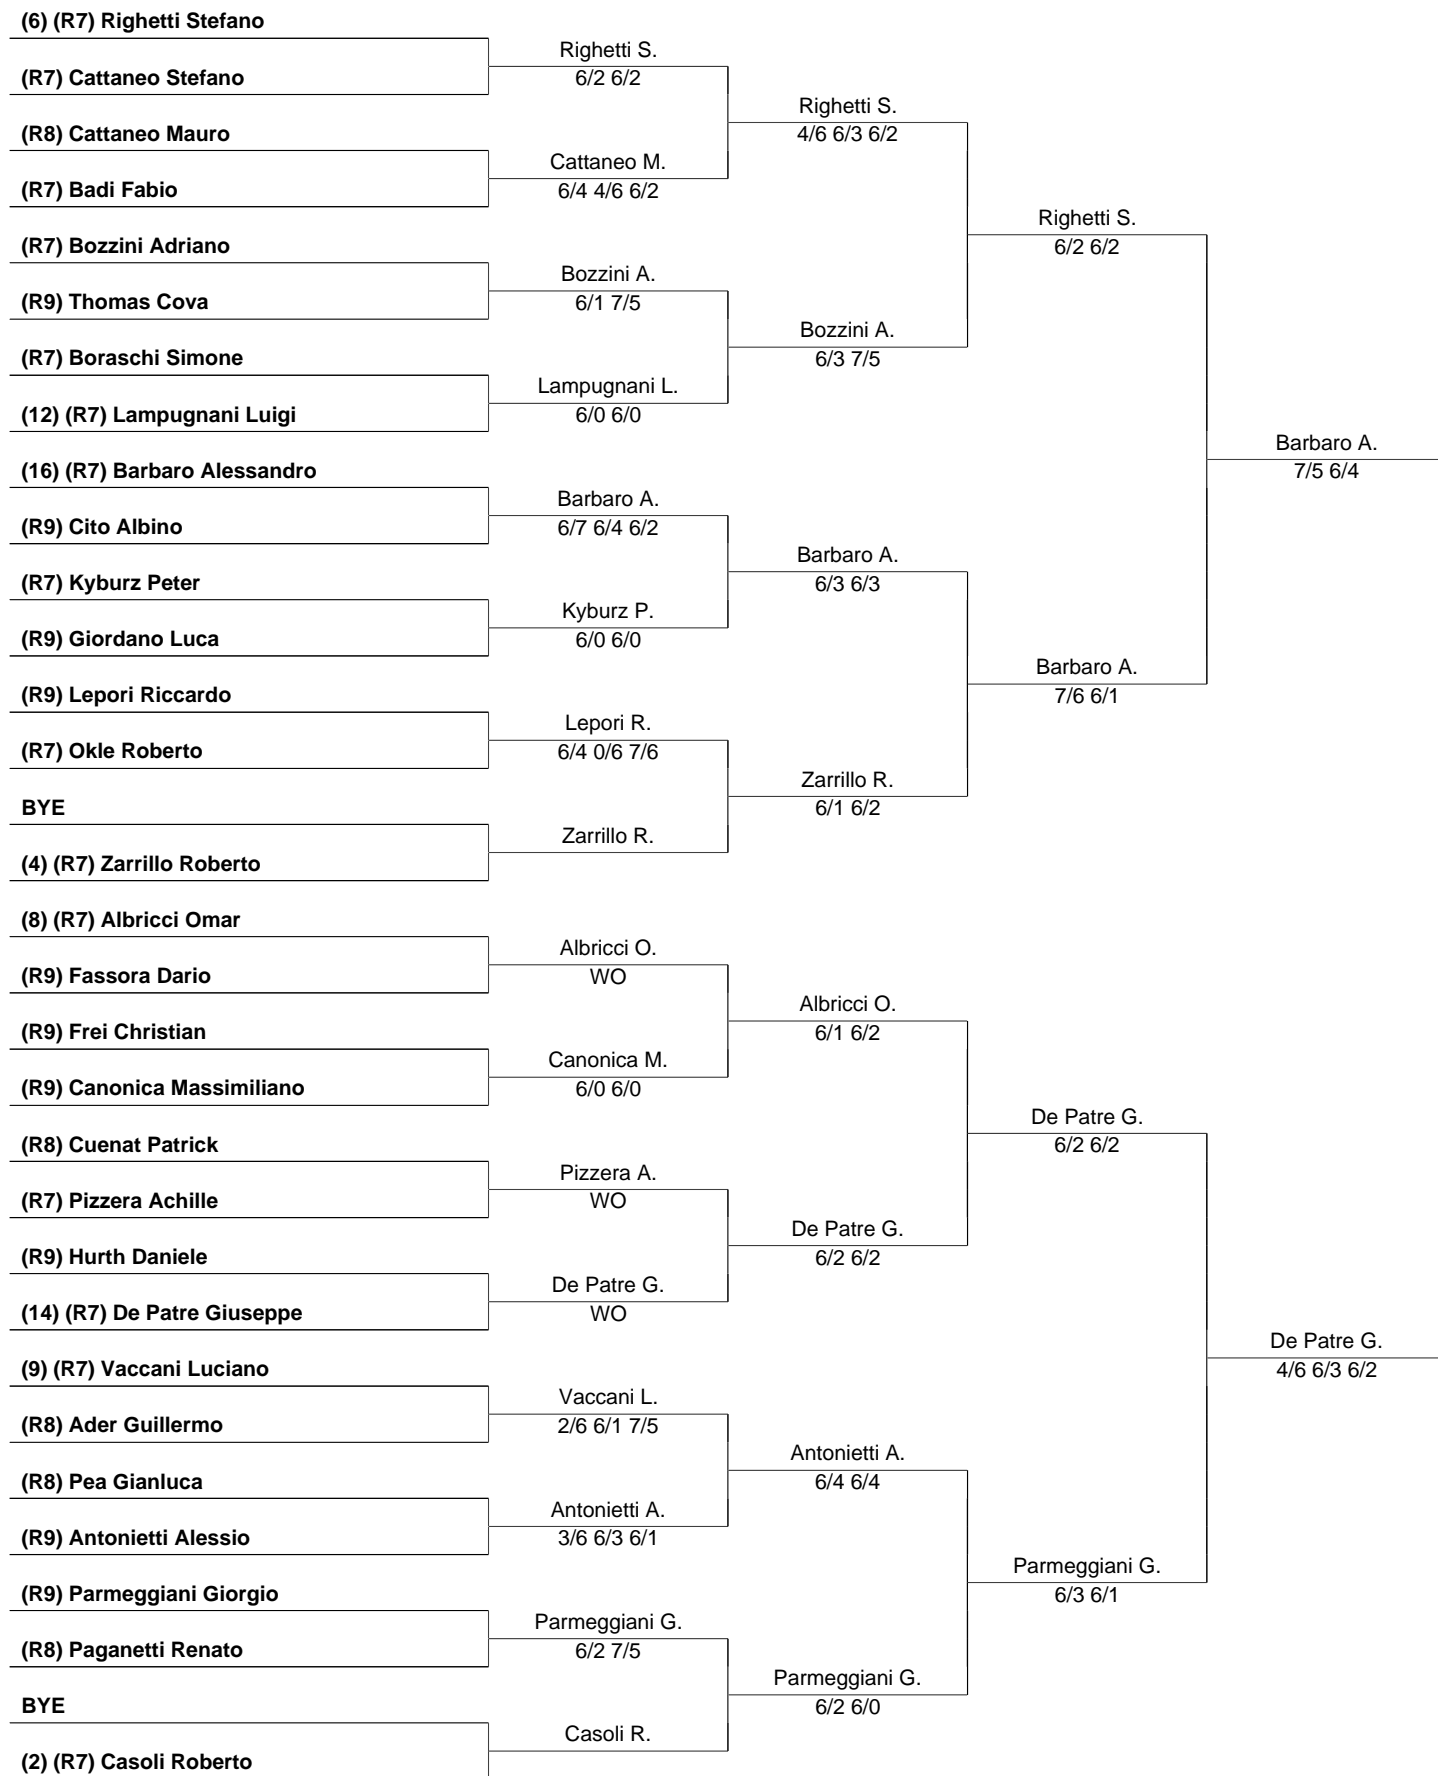 (6) (R7) Righetti Stefano
Righetti S.
(R7) Cattaneo Stefano
6/2 6/2
Righetti S.
(R8) Cattaneo Mauro
4/6 6/3 6/2
Cattaneo M.
(R7) Badi Fabio
6/4 4/6 6/2
Righetti S.
(R7) Bozzini Adriano
6/2 6/2
Bozzini A.
(R9) Thomas Cova
6/1 7/5
Bozzini A.
(R7) Boraschi Simone
6/3 7/5
Lampugnani L.
(12) (R7) Lampugnani Luigi
6/0 6/0
Barbaro A.
(16) (R7) Barbaro Alessandro
7/5 6/4
Barbaro A.
(R9) Cito Albino
6/7 6/4 6/2
Barbaro A.
(R7) Kyburz Peter
6/3 6/3
Kyburz P.
(R9) Giordano Luca
6/0 6/0
Barbaro A.
(R9) Lepori Riccardo
7/6 6/1
Lepori R.
(R7) Okle Roberto
6/4 0/6 7/6
Zarrillo R.
BYE
6/1 6/2
Zarrillo R.
(4) (R7) Zarrillo Roberto
(8) (R7) Albricci Omar
Albricci O.
(R9) Fassora Dario
WO
Albricci O.
(R9) Frei Christian
6/1 6/2
Canonica M.
(R9) Canonica Massimiliano
6/0 6/0
De Patre G.
(R8) Cuenat Patrick
6/2 6/2
Pizzera A.
(R7) Pizzera Achille
WO
De Patre G.
(R9) Hurth Daniele
6/2 6/2
De Patre G.
(14) (R7) De Patre Giuseppe
WO
De Patre G.
(9) (R7) Vaccani Luciano
4/6 6/3 6/2
Vaccani L.
(R8) Ader Guillermo
2/6 6/1 7/5
Antonietti A.
(R8) Pea Gianluca
6/4 6/4
Antonietti A.
(R9) Antonietti Alessio
3/6 6/3 6/1
Parmeggiani G.
(R9) Parmeggiani Giorgio
6/3 6/1
Parmeggiani G.
(R8) Paganetti Renato
6/2 7/5
Parmeggiani G.
BYE
6/2 6/0
Casoli R.
(2) (R7) Casoli Roberto